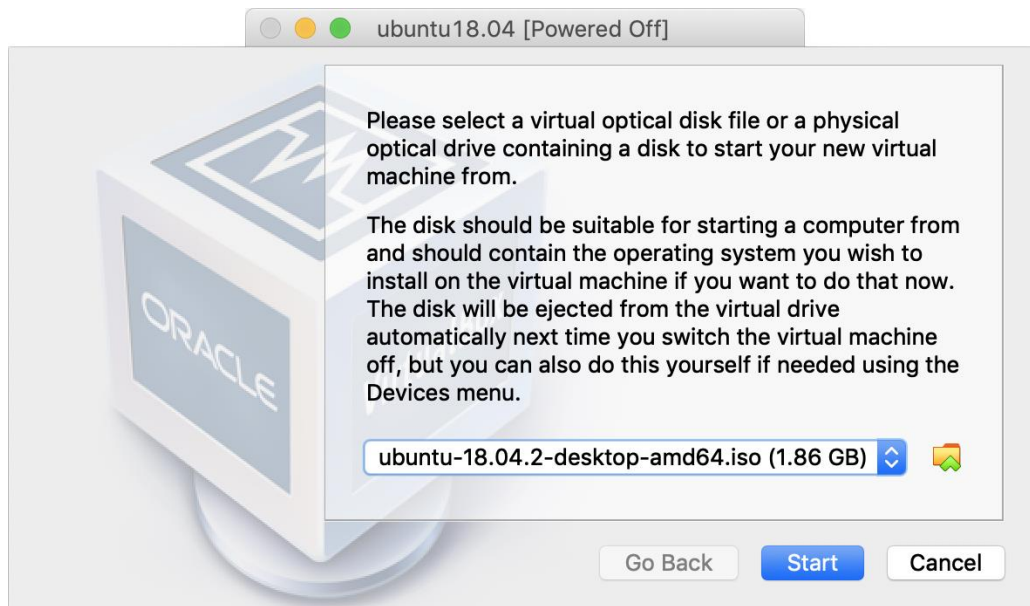 ubuntu18.04 [Powered Off]
Please select a virtual optical disk file or a physical
optical drive containing a disk to start your new virtual
machine from.
The disk should be suitable for starting a computer from
and should contain the operating system you wish to
install on the virtual machine if you want to do that now.
The disk will be ejected from the virtual drive
automatically next time you switch the virtual machine
off, but you can also do this yourself if needed using the
Devices menu.
ORACLE
ubuntu-18.04.2-desktop-amd64.iso (1.86 GB)
Go Back
Start
Cancel